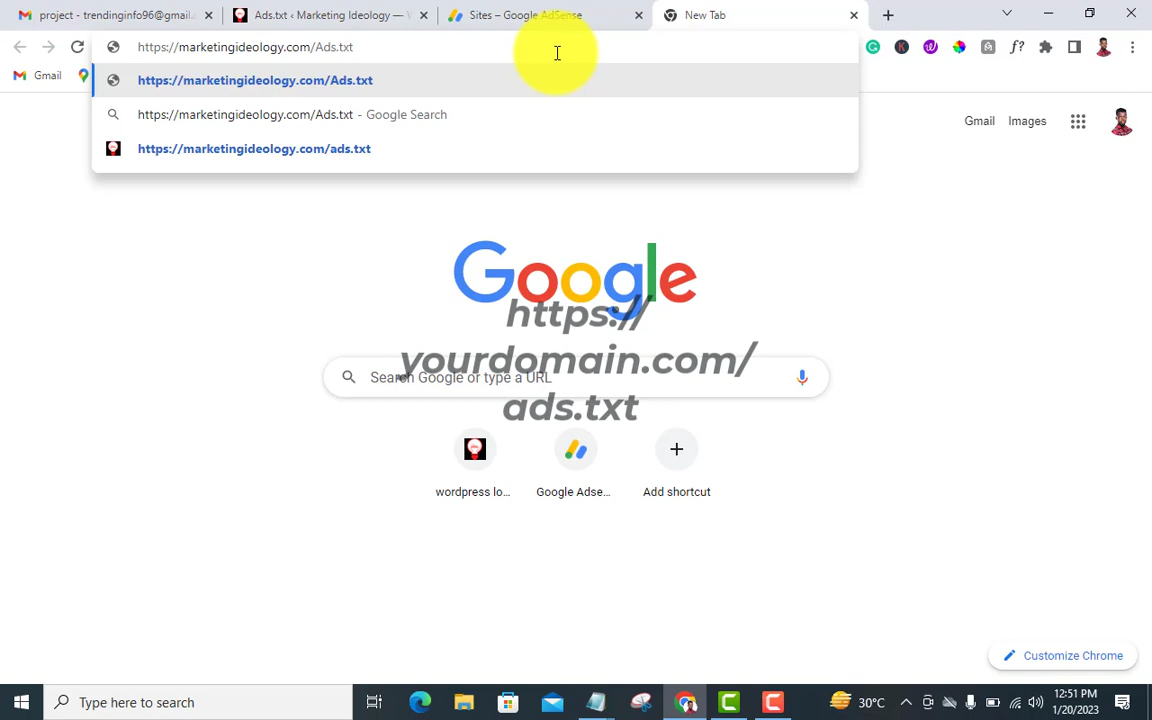 project - trendinginfo96@gmail.
Ads.txt ‹ Marketing Ideology — W
Sites – Google AdSense
New Tab
https://marketingideology.com/Ads.txt
Gmail
https://marketingideology.com/Ads.txt
https://marketingideology.com/Ads.txt - Google Search
https://marketingideology.com/ads.txt
Gmail Images
Google
https://
yourdomain.com/
ads.txt
Search Google or type a URL
wordpress lo...
Google Adse...
Add shortcut
Customize Chrome
Type here to search
30°C
12:51 PM
1/20/2023